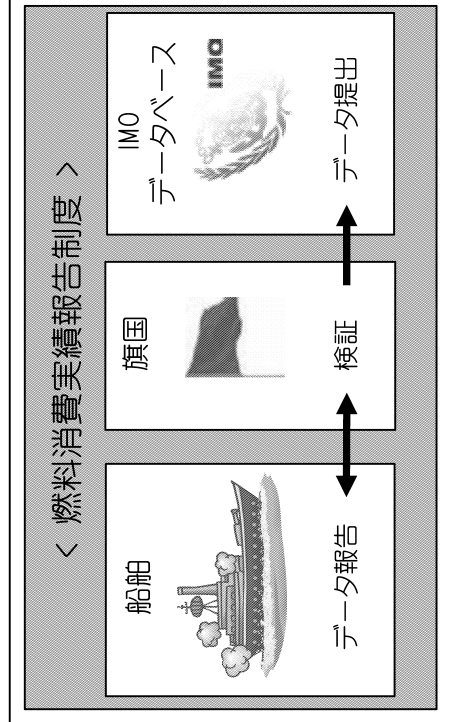 < 燃料消費実績報告制度 >
船舶
データ報告
旗国
検証
IMO
データベース
IMO
データ提出